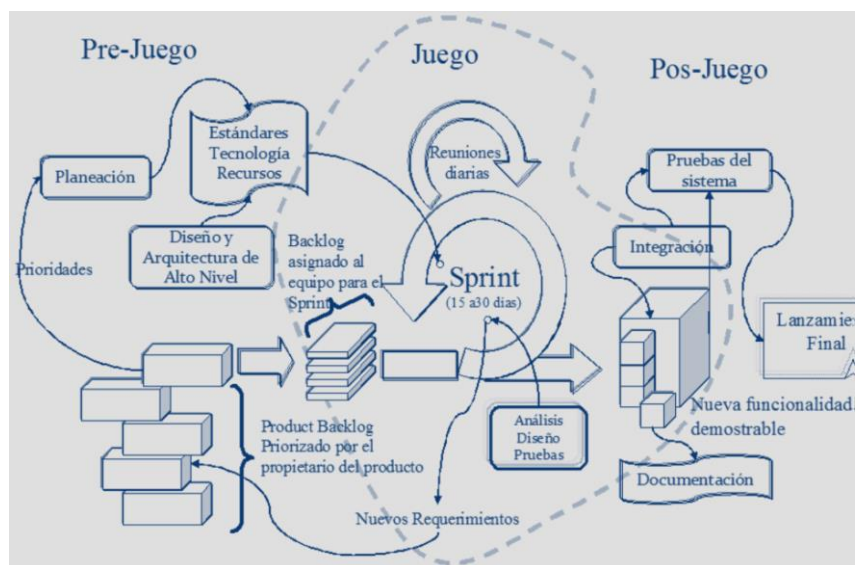 Pre-Juego
Juego
Pos-Juego
Estándares
Tecnología
Recursos
Planeación
Diseño y
Arquitectura de
Alto Nivel
Prioridades
Backlog
asignado al
equipo para el
Sprint
Reuniones
diarias
Sprint
(15 a30 dias)
Pruebas del
sistema
Integración
Final
Nueva funcionalidad
demostrable
Documentación
Análisis
Diseño
Pruebas
Product Backlog
Priorizado por el
propietario del producto
Nuevos Requerimientos